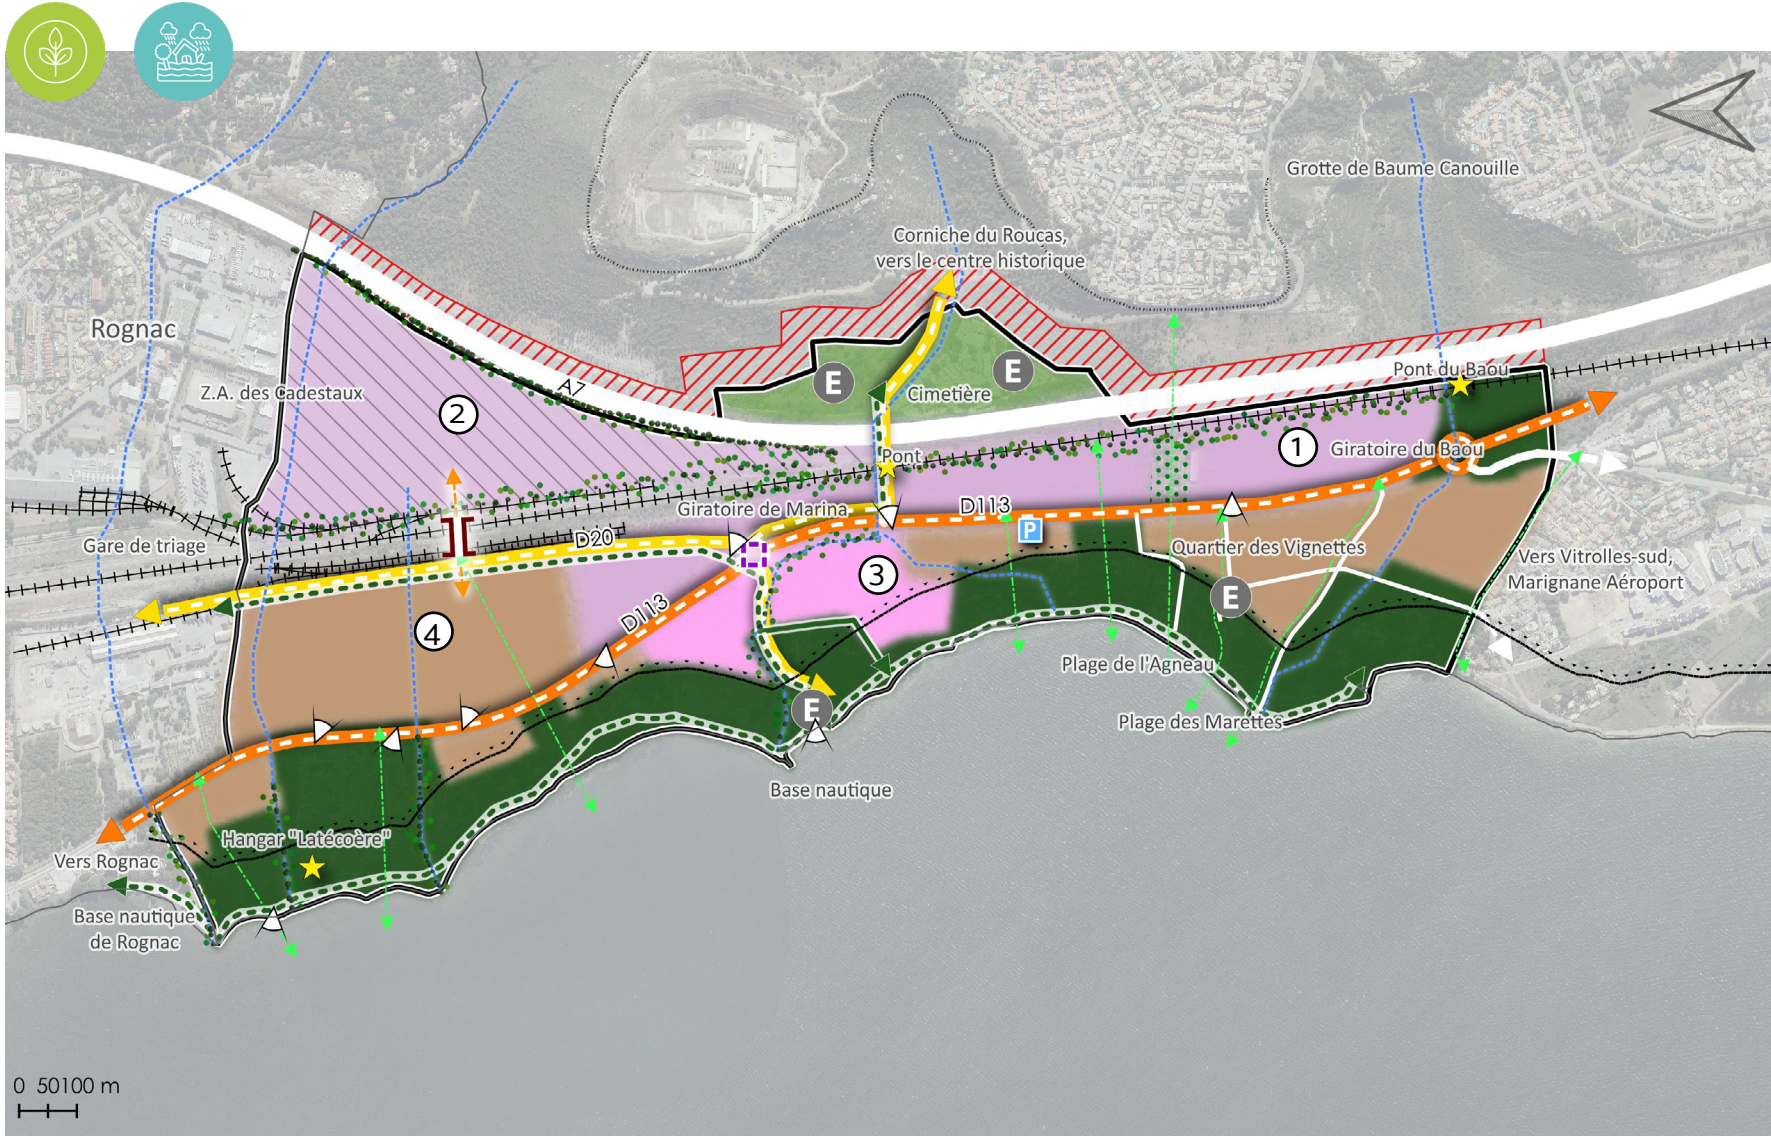 Grotte de Baume Canouille
Corniche du Roucas,
vers le centre historique
Rognac
Pont du Baou
A7
E
E
Z.A. des Cadestaux
Cimetière
2
1
Giratoire du Baou
Pont
Giratoire de Marina
D113
P
D20
Gare de triage
Quartier des Vignettes
Vers Vitrolles-sud,
Marignane Aéroport
3
E
D113
4
Plage de l'Agneau
E
Plage des Marettes
Base nautique
Hangar "Latécoère"
Vers Rognac
Base nautique
de Rognac
0 50100 m